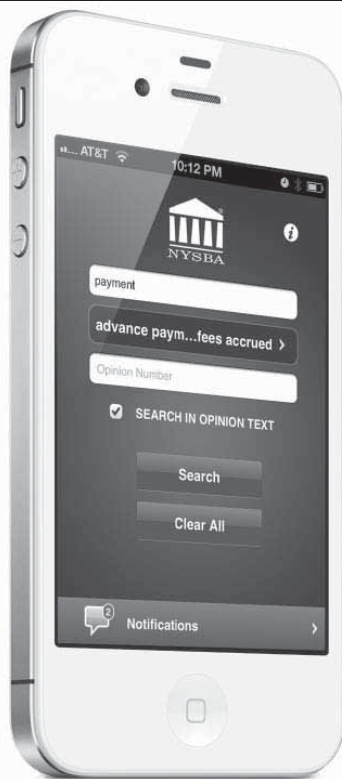 AT&T 10:12 PM
NYSBA
i
payment
advance paym...fees accrued >
Opinion Number
SEARCH IN OPINION TEXT
Search
Clear All
2
Notifications >